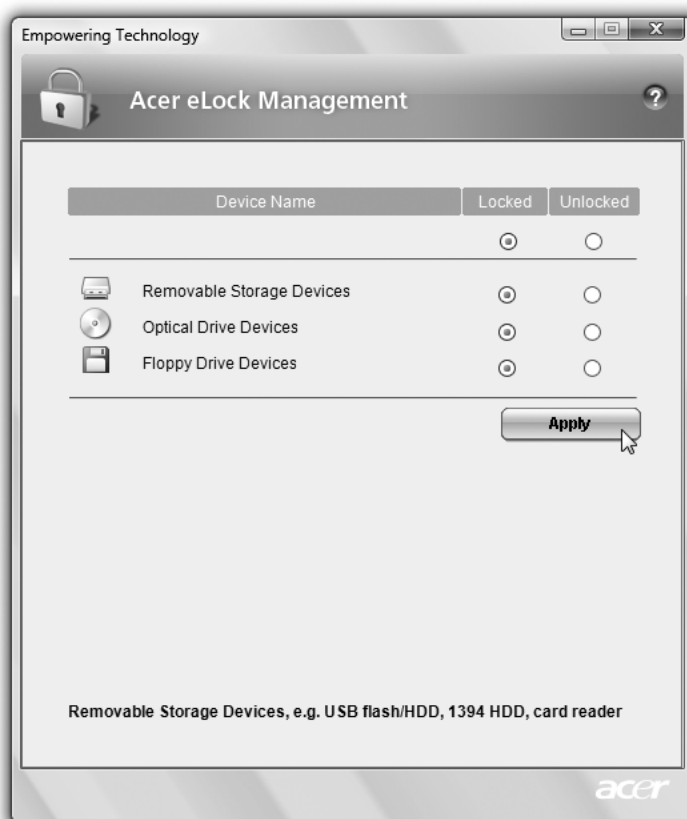 Empowering Technology
Acer eLock Management
?
Device Name Locked Unlocked
Removable Storage Devices
Optical Drive Devices
Floppy Drive Devices
Apply
Removable Storage Devices, e.g. USB flash/HDD, 1394 HDD, card reader
acer